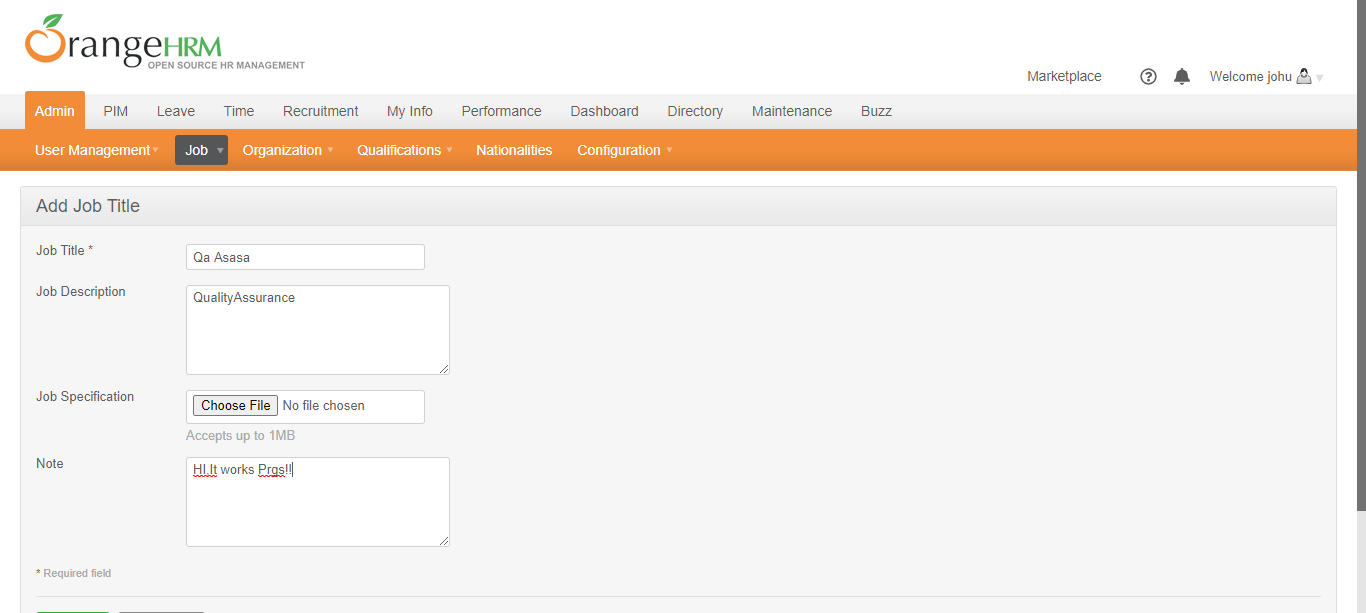 OrangeHRM
OPEN SOURCE HR MANAGEMENT
Marketplace ? Welcome johu
Admin PIM Leave Time Recruitment My Info Performance Dashboard Directory Maintenance Buzz
User Management Job Organization Qualifications Nationalities Configuration
Add Job Title
Job Title * Qa Asasa
Job Description QualityAssurance
Job Specification Choose File No file chosen
Accepts up to 1MB
Note HI,It works Prgs!!
* Required field